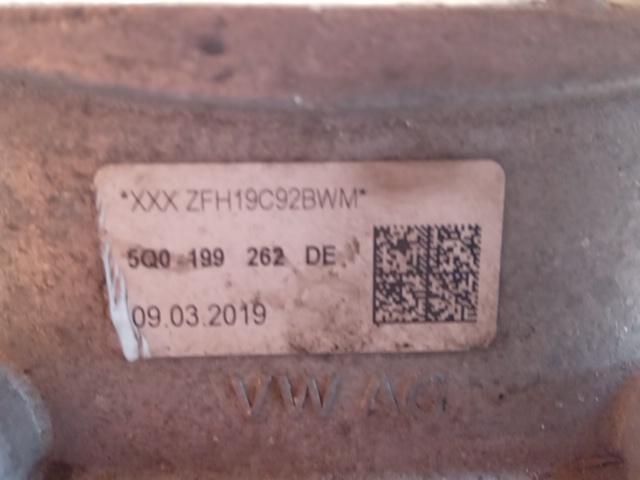 *XXX ZFH19C92BWM*
5Q0 199 262 DE
09.03.2019
VW AG